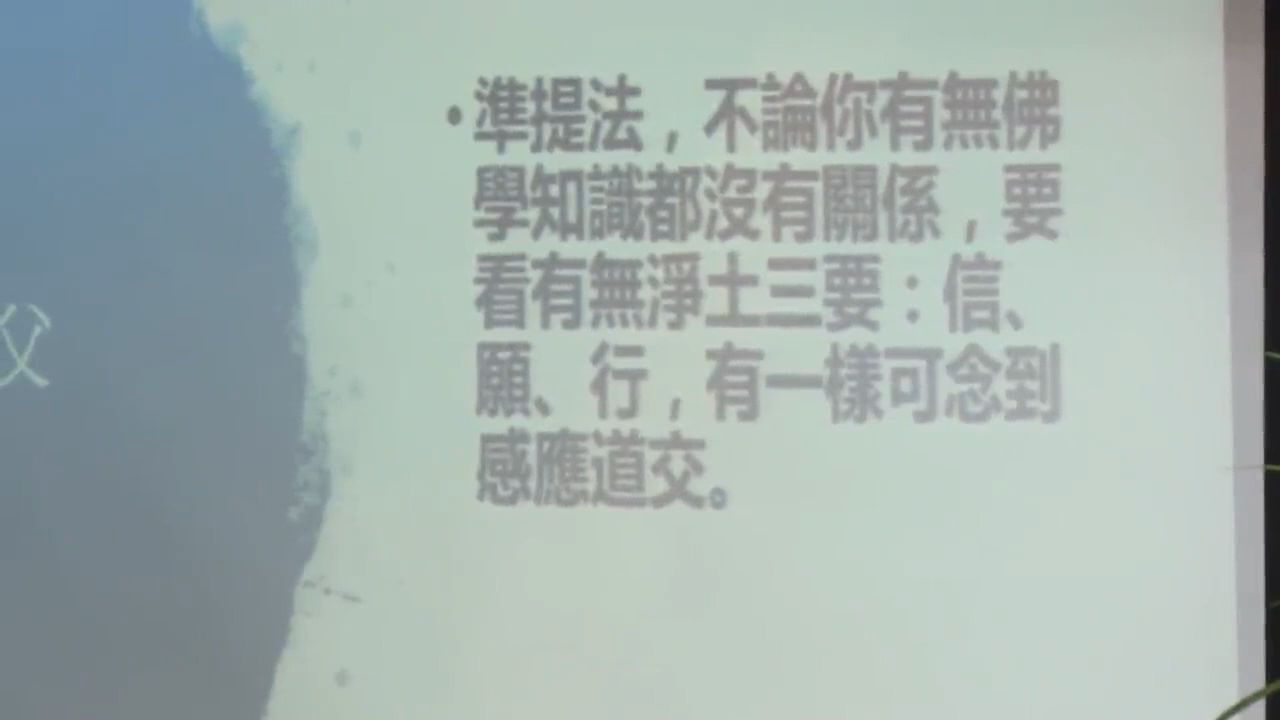 父
•準提法，不論你有無佛
學知識都沒有關係，要
看有無淨土三要：信、
願、行，有一樣可念到
感應道交。